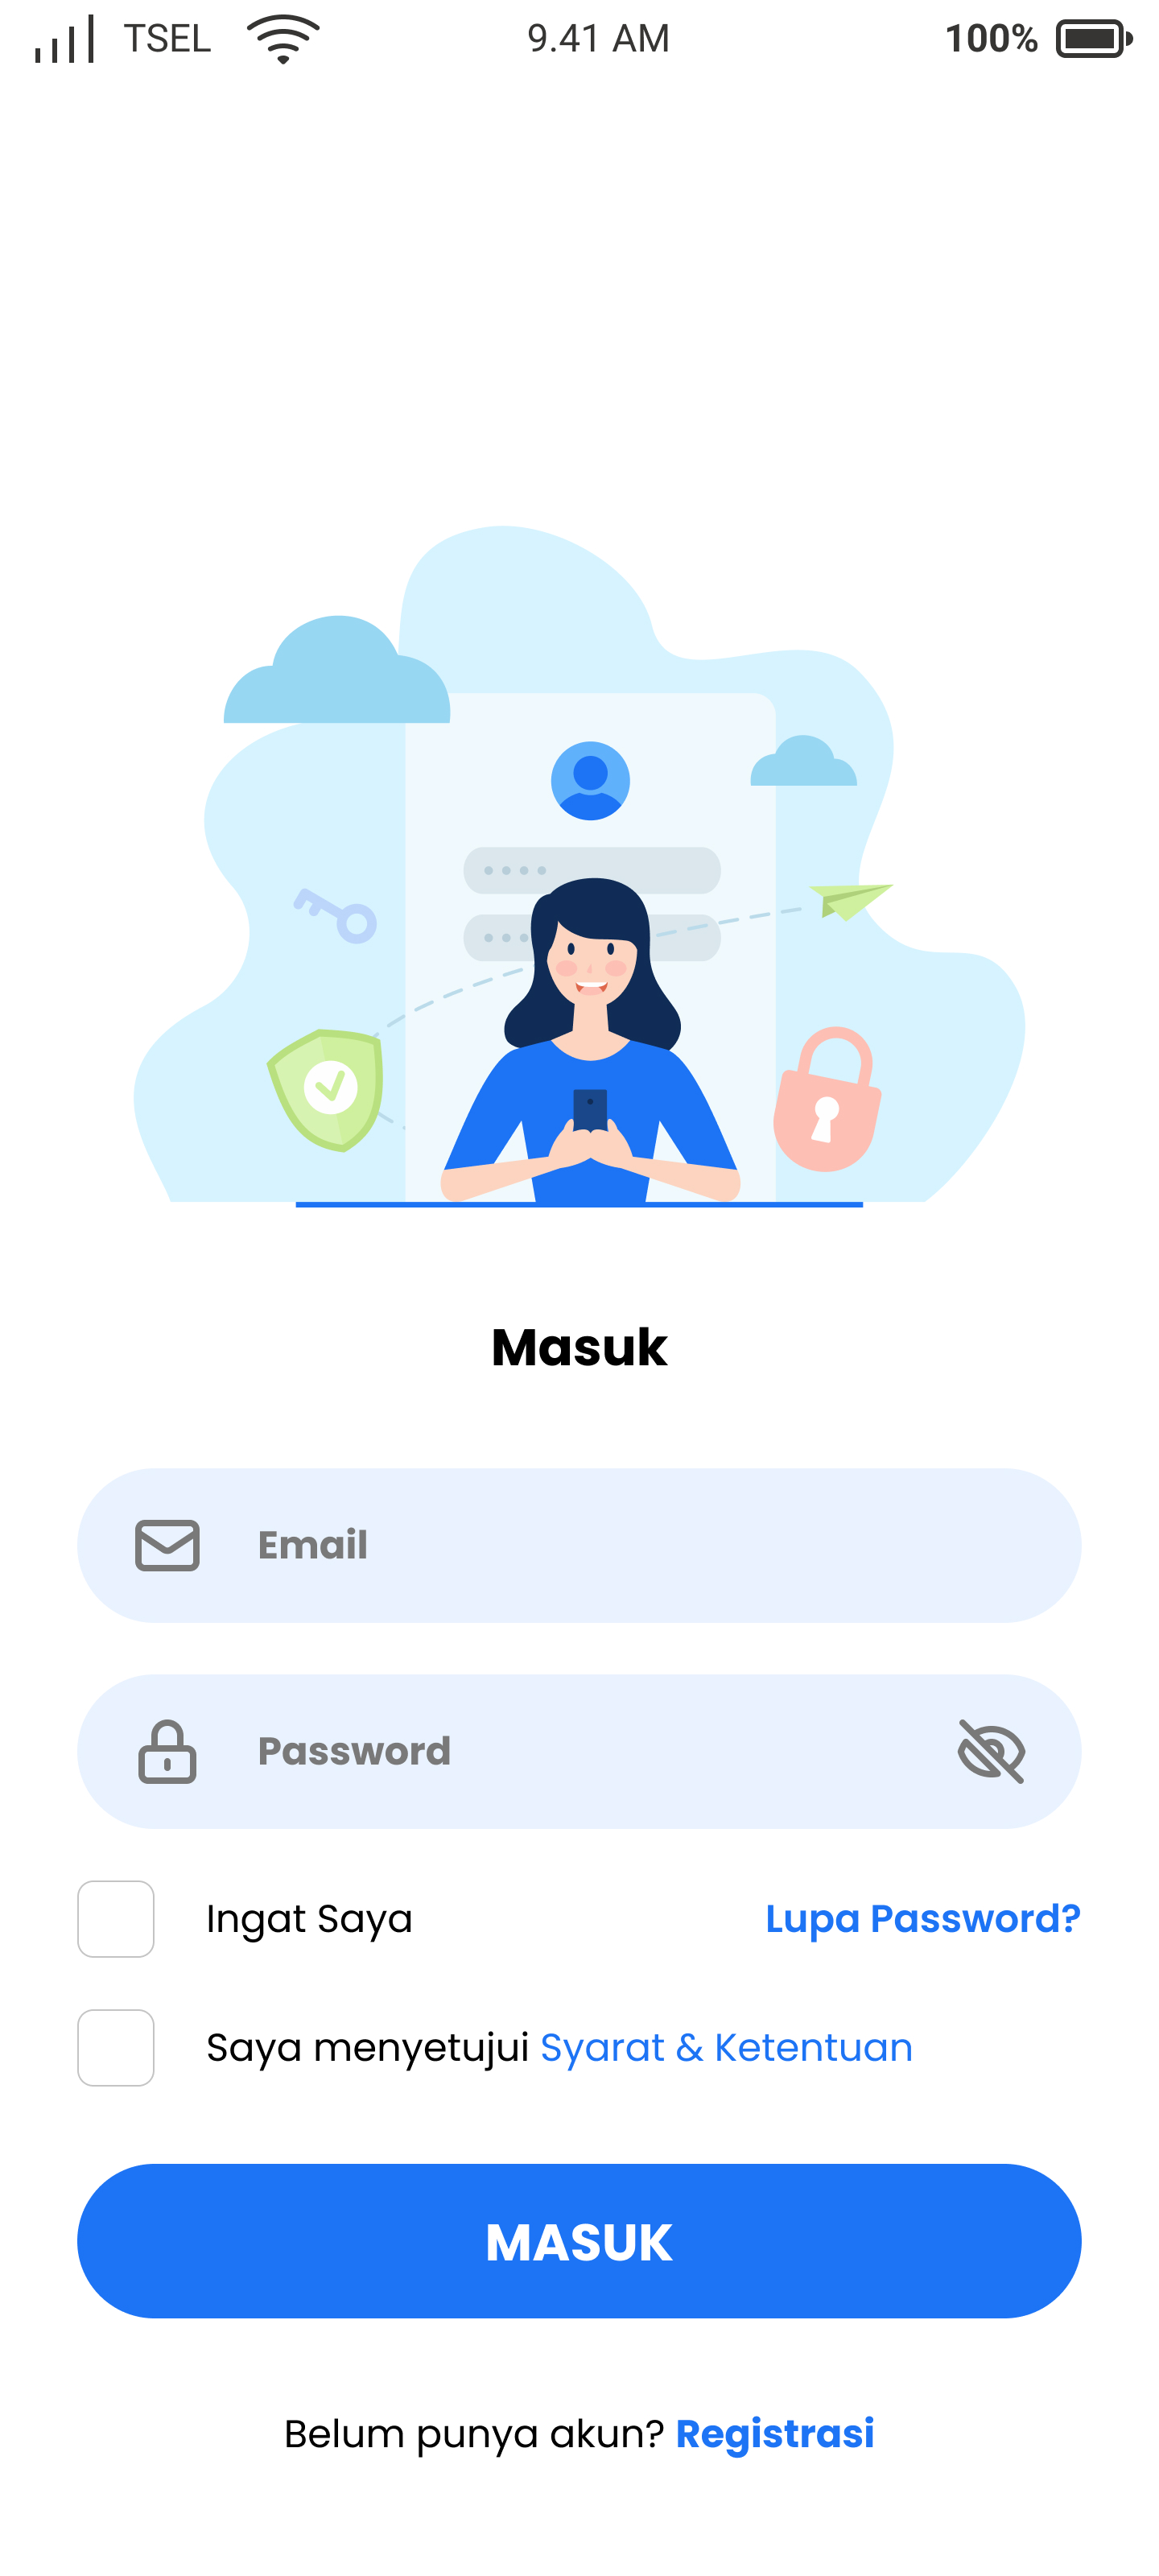 TSEL 9.41 AM 100%
Masuk
Email
Password
Ingat Saya Lupa Password?
Saya menyetujui Syarat & Ketentuan
MASUK
Belum punya akun? Registrasi